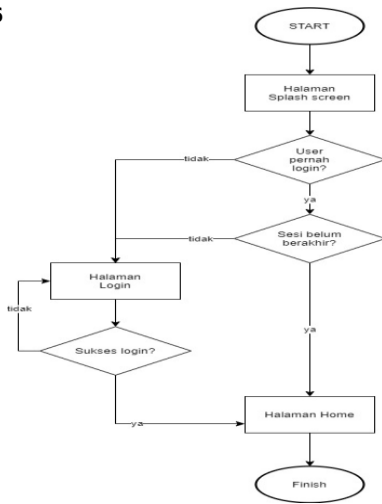 START
Halaman
Splash screen
User
pernah
login?
tidak
ya
Sesi belum
berakhir?
tidak
Halaman
Login
tidak
ya
Sukses login?
ya
Halaman Home
Finish